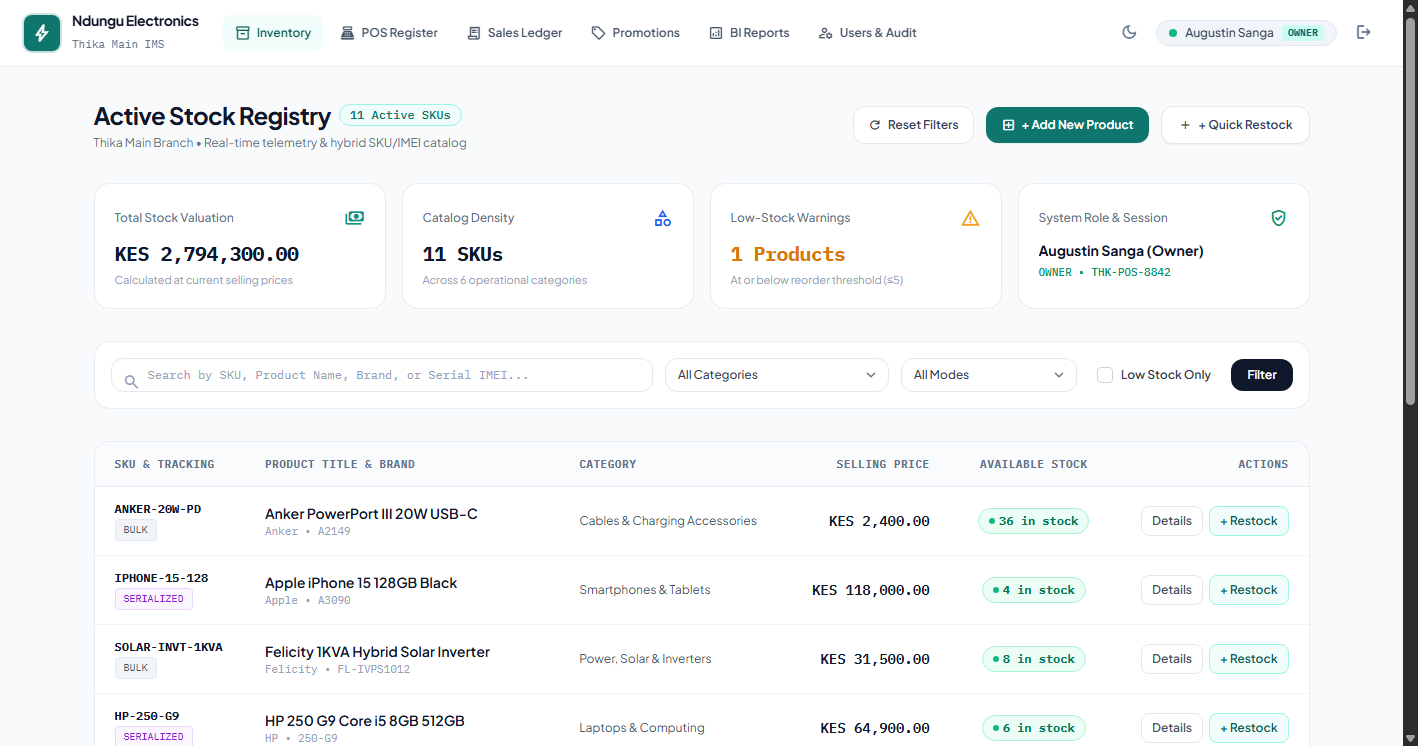 Ndungu Electronics
Thika Main IMS
Inventory
POS Register
Sales Ledger
Promotions
BI Reports
Users & Audit
Augustin Sanga OWNER
Active Stock Registry 11 Active SKUs
Thika Main Branch • Real-time telemetry & hybrid SKU/IMEI catalog
Reset Filters
+ Add New Product
+ + Quick Restock
Total Stock Valuation
KES 2,794,300.00
Calculated at current selling prices
Catalog Density
11 SKUs
Across 6 operational categories
Low-Stock Warnings
1 Products
At or below reorder threshold (≤5)
System Role & Session
Augustin Sanga (Owner)
OWNER • THK-POS-8842
Search by SKU, Product Name, Brand, or Serial IMEI...
All Categories
All Modes
Low Stock Only
Filter
SKU & TRACKING PRODUCT TITLE & BRAND CATEGORY SELLING PRICE AVAILABLE STOCK ACTIONS
ANKER-20W-PD
BULK
Anker PowerPort III 20W USB-C
Anker • A2149
Cables & Charging Accessories
KES 2,400.00
36 in stock
Details
+ Restock
IPHONE-15-128
SERIALIZED
Apple iPhone 15 128GB Black
Apple • A3090
Smartphones & Tablets
KES 118,000.00
4 in stock
Details
+ Restock
SOLAR-INVT-1KVA
BULK
Felicity 1KVA Hybrid Solar Inverter
Felicity • FL-IVPS1012
Power, Solar & Inverters
KES 31,500.00
8 in stock
Details
+ Restock
HP-250-G9
SERIALIZED
HP 250 G9 Core i5 8GB 512GB
HP • 250-G9
Laptops & Computing
KES 64,900.00
6 in stock
Details
+ Restock